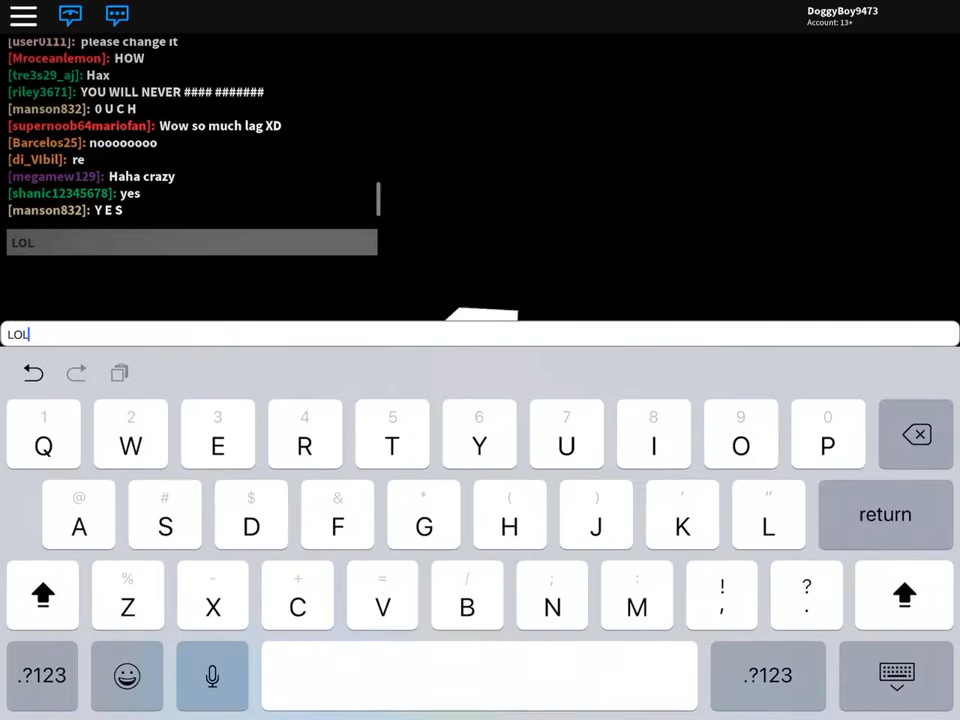 DoggyBoy9473
Account: 13+
[user0111]: please change it
[Mroceanlemon]: HOW
[tre3s29_aj]: Hax
[riley3671]: YOU WILL NEVER #### #######
[manson832]: 0 U C H
[supernoob64mariofan]: Wow so much lag XD
[Barcelos25]: noooooooo
[di_VIbil]: re
[megamew129]: Haha crazy
[shanic12345678]: yes
[manson832]: Y E S
LOL
LOL
1 2 3 4 5 6 7 8 9 0
Q W E R T Y U I O P
@ # $ & * ( ) ' "
A S D F G H J K L return
% - + = / ; : ! ?
Z X C V B N M , .
.?123 .?123